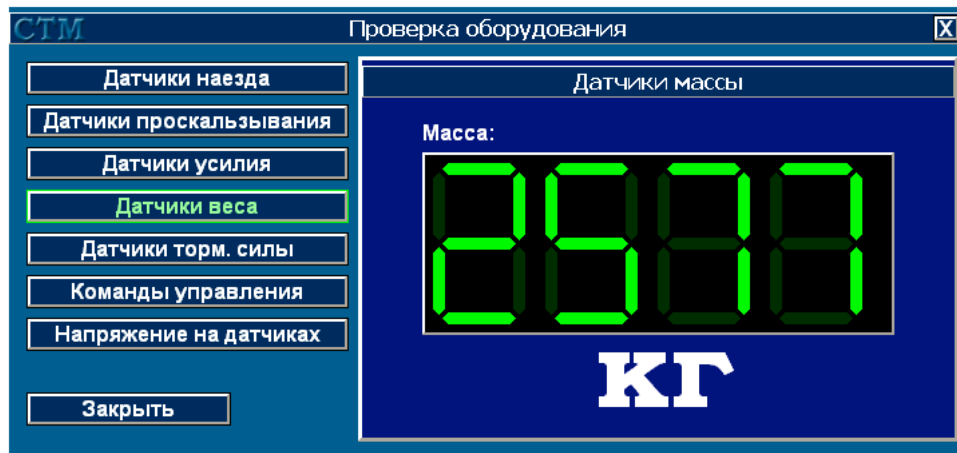 СТМ Проверка оборудования X
Датчики наезда
Датчики проскальзывания
Датчики усилия
Датчики веса
Датчики торм. силы
Команды управления
Напряжение на датчиках
Закрыть
Датчики массы
Масса:
2577
кг